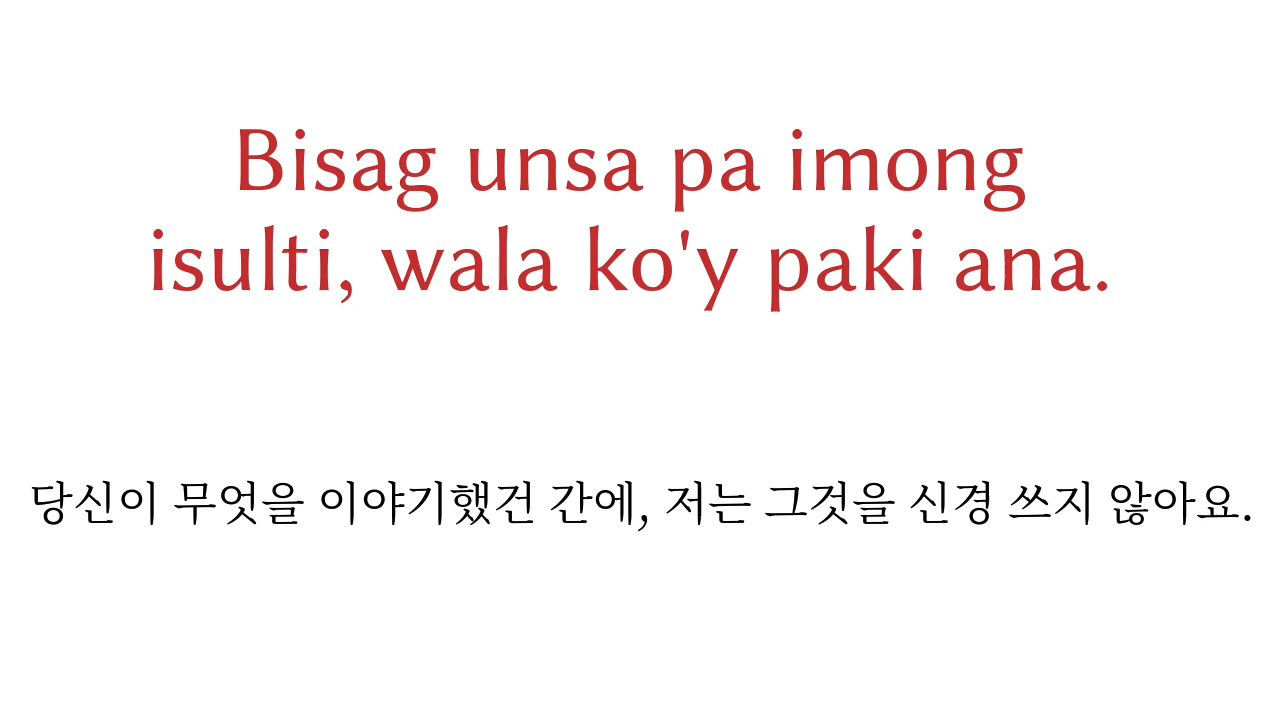 Bisag unsa pa imong
isulti, wala ko'y paki ana.
당신이 무엇을 이야기했건 간에, 저는 그것을 신경 쓰지 않아요.